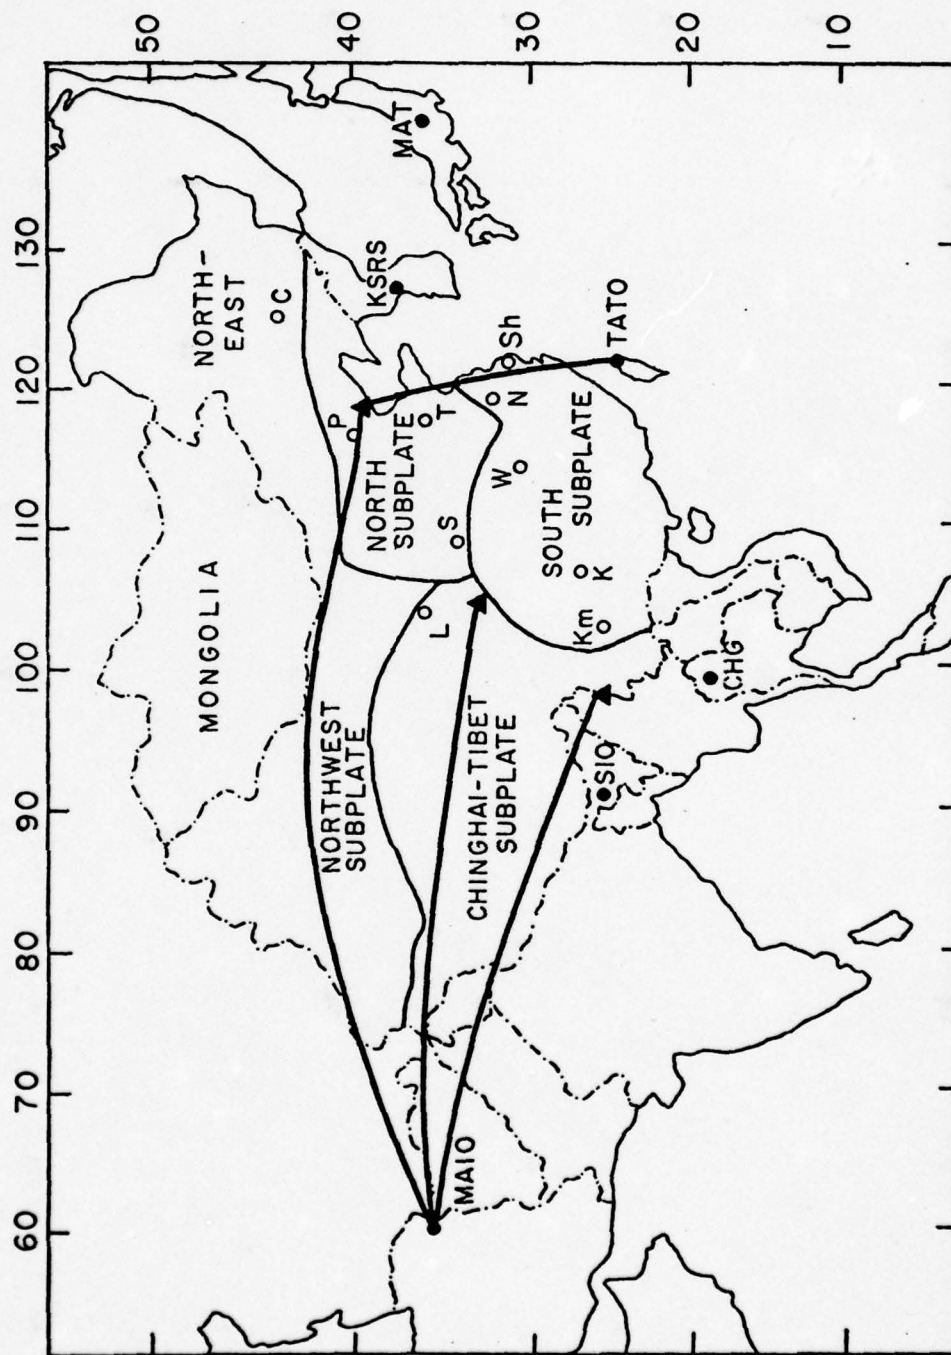 60
70
80
90
100
110
120
130
50
40
30
20
10
MONGOLIA
NORTH-
EAST
C
NORTHWEST
SUBPLATE
P
NORTH
SUBPLATE
KSRS
MAT
MAIO
L
S
T
CHINGHAI-TIBET
SUBPLATE
W
N
Sh
SOUTH
SUBPLATE
K
Km
TATO
SIO
CHG